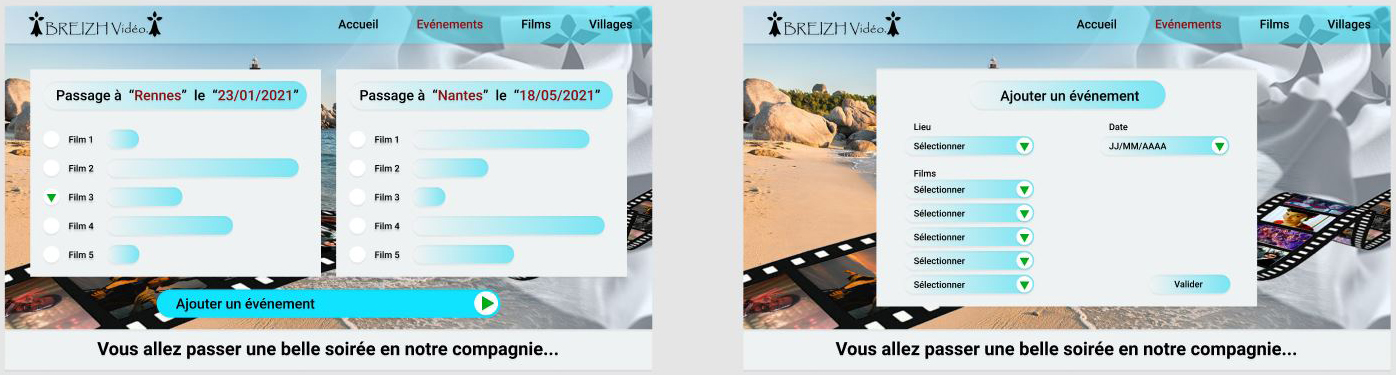 BREIZH Vidéo. Accueil Evénements Films Villages
Passage à “Rennes” le “23/01/2021”
Film 1
Film 2
Film 3
Film 4
Film 5
Passage à “Nantes” le “18/05/2021”
Film 1
Film 2
Film 3
Film 4
Film 5
Ajouter un événement
Vous allez passer une belle soirée en notre compagnie...
BREIZH Vidéo. Accueil Evénements Films Villages
Ajouter un événement
Lieu Date
Sélectionner JJ/MM/AAAA
Films
Sélectionner
Sélectionner
Sélectionner
Sélectionner
Sélectionner Valider
Vous allez passer une belle soirée en notre compagnie...